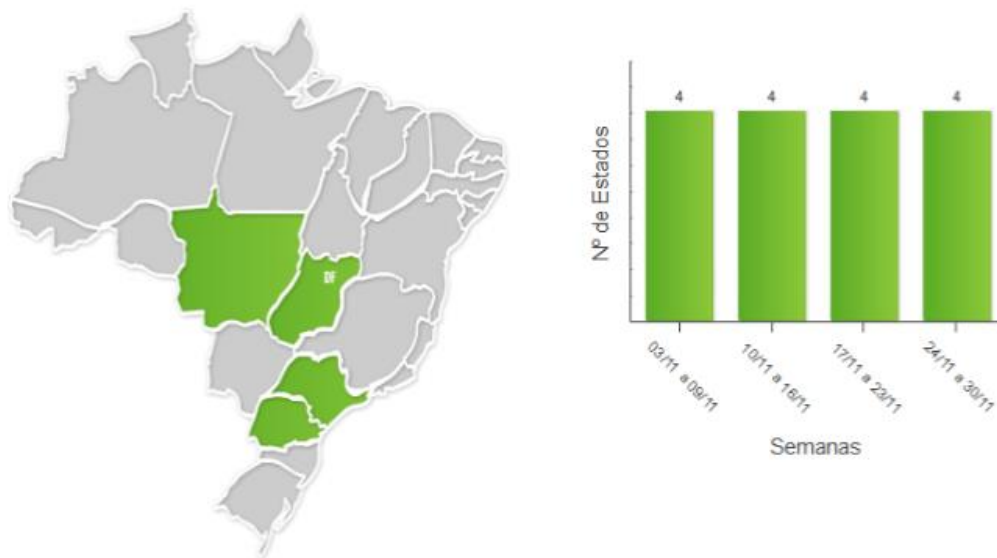 DF
Nº de Estados
4
4
4
4
03/11 a 09/11
10/11 a 16/11
17/11 a 23/11
24/11 a 30/11
Semanas